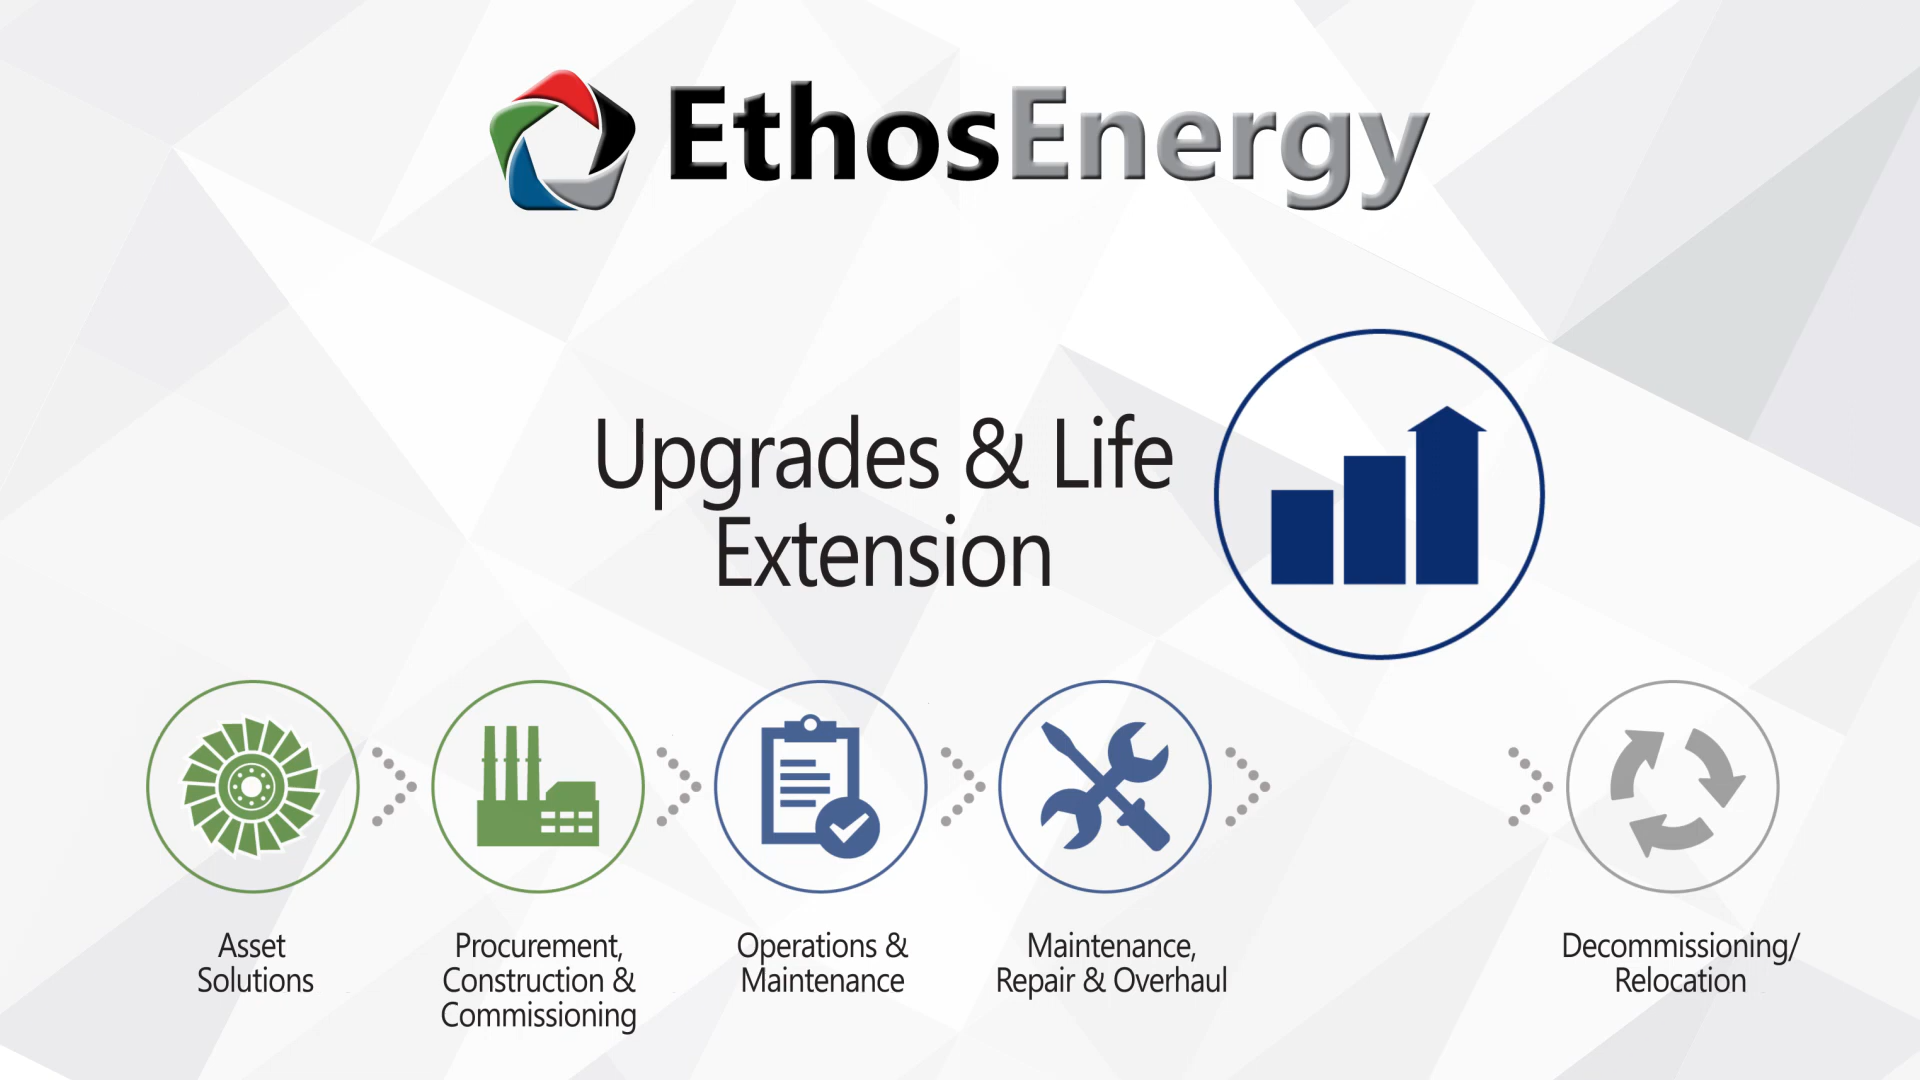 EthosEnergy
Upgrades & Life
Extension
Asset
Solutions
Procurement,
Construction &
Commissioning
Operations &
Maintenance
Maintenance,
Repair & Overhaul
Decommissioning/
Relocation